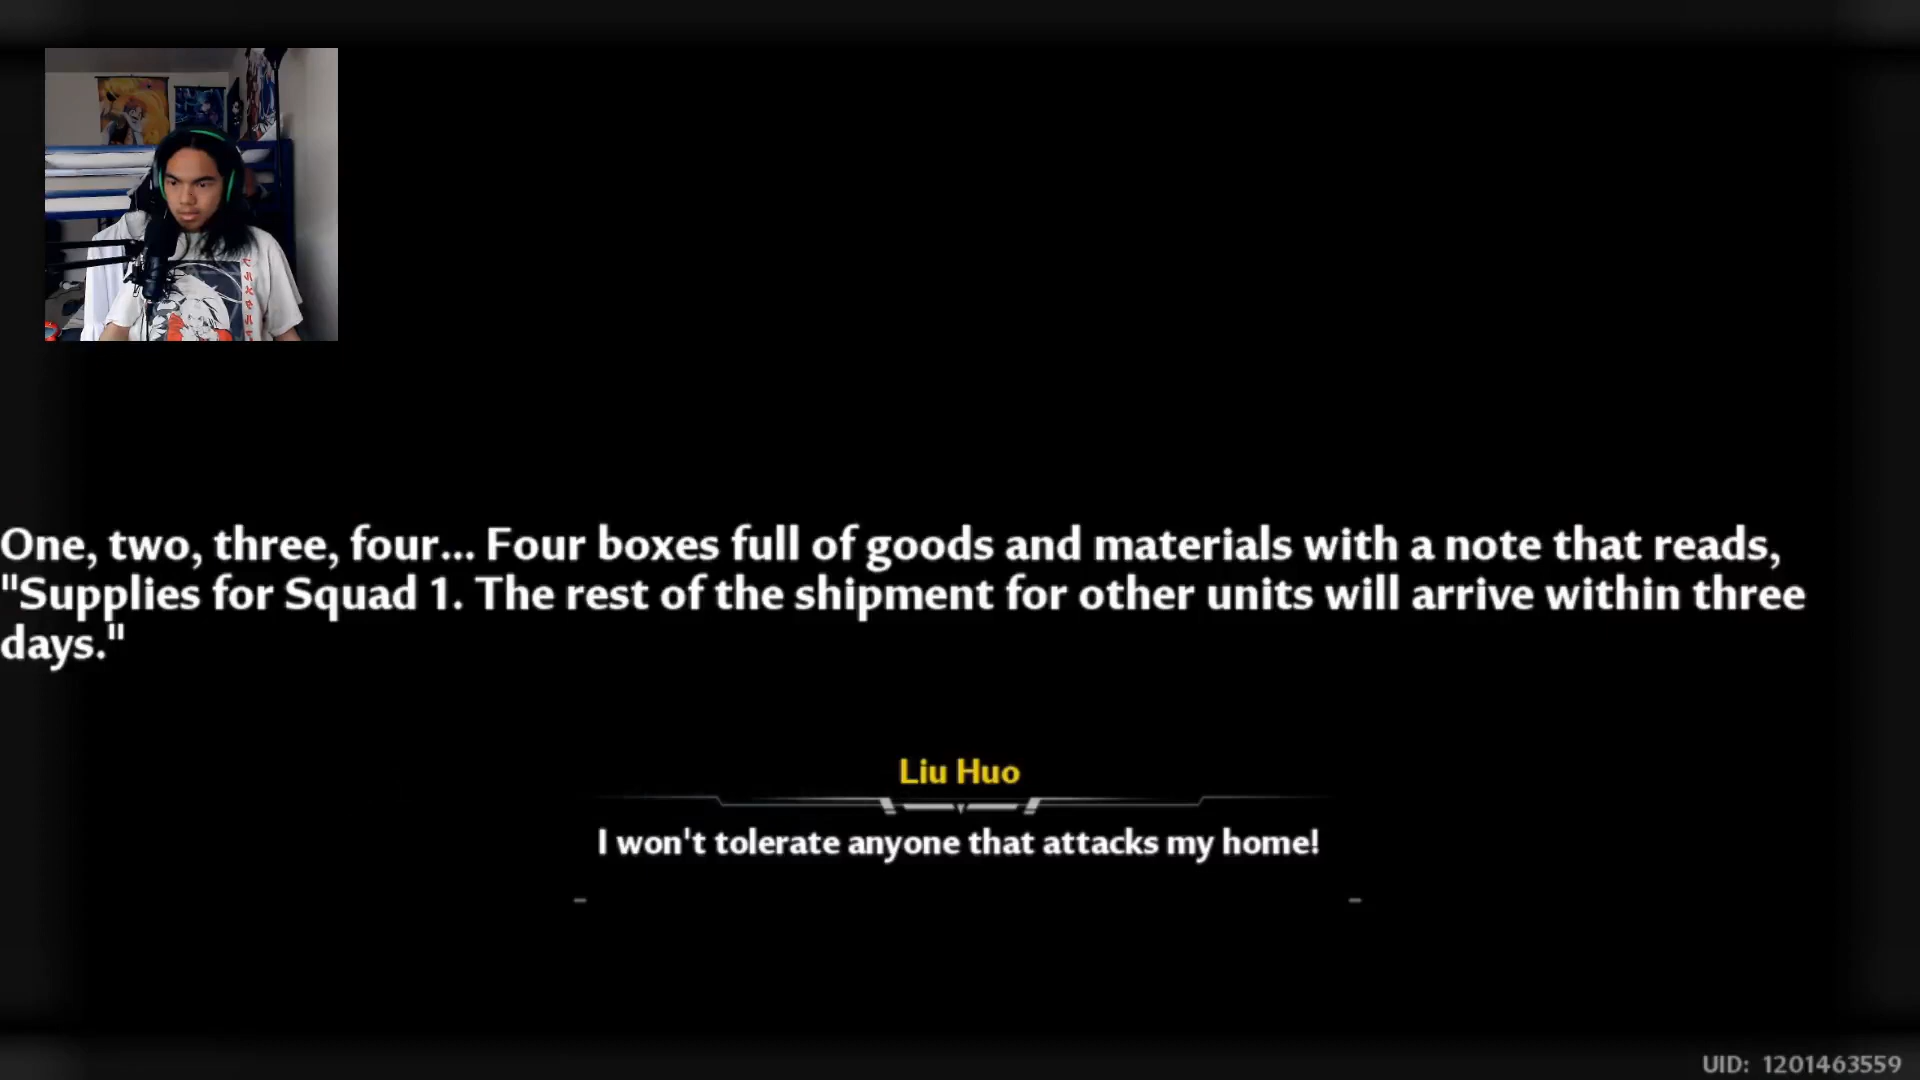 One, two, three, four... Four boxes full of goods and materials with a note that reads,
"Supplies for Squad 1. The rest of the shipment for other units will arrive within three
days."
Liu Huo
I won't tolerate anyone that attacks my home!
UID: 1201463559